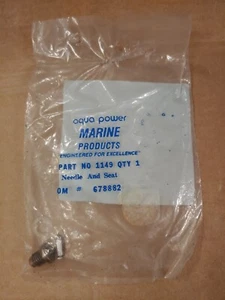 aqua power
MARINE
PRODUCTS
"ENGINEERED FOR EXCELLENCE"
PART NO 1149 QTY 1
Needle And Seat
OM # 678882